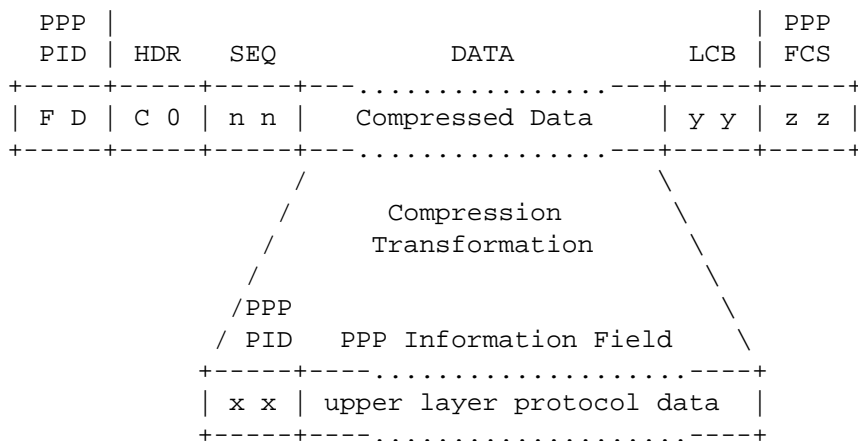 PPP | | PPP
PID | HDR SEQ DATA LCB | FCS
+-----+-----+-----+---................---+-----+-----+
| F D | C 0 | n n | Compressed Data | y y | z z |
+-----+-----+-----+---................---+-----+-----+
/ \
/ Compression \
/ Transformation \
/ \
/PPP \
/ PID PPP Information Field \
+-----+----....................----+
| x x | upper layer protocol data |
+-----+----....................----+